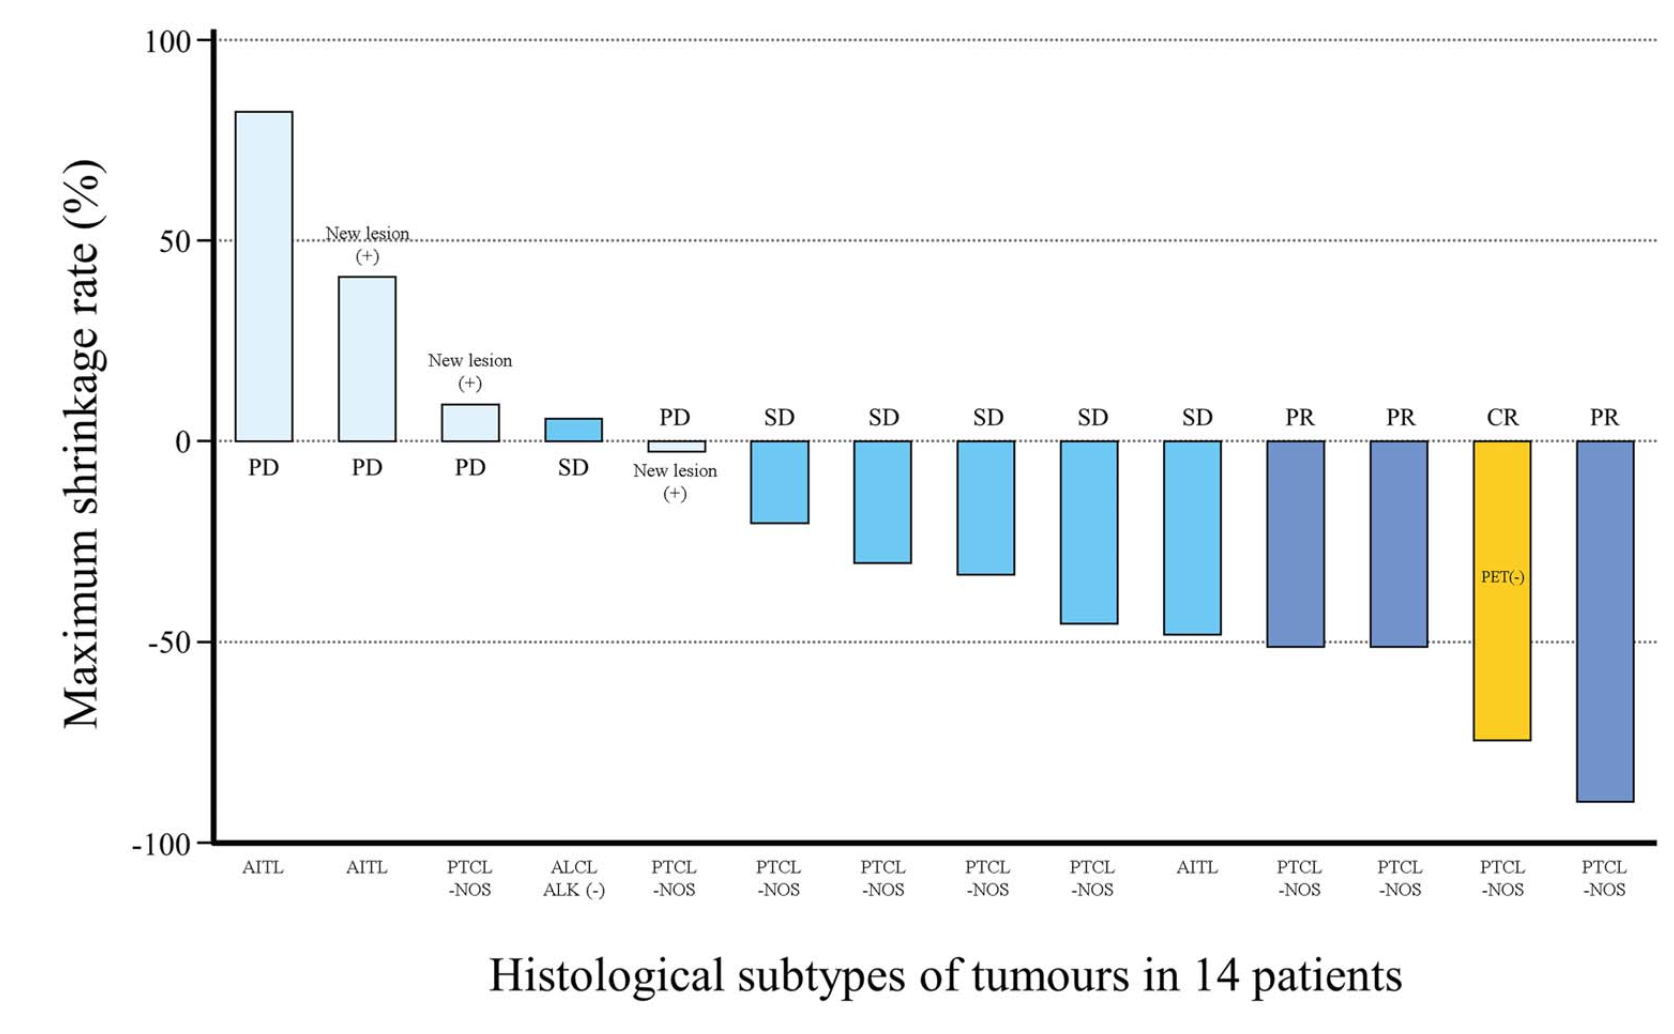 Maximum shrinkage rate (%)
100
50
0
-50
-100
New lesion
(+)
New lesion
(+)
PD
PD
PD
SD
PD
New lesion
(+)
SD
SD
SD
SD
SD
PR
PR
CR
PR
PET(-)
AITL
AITL
PTCL
-NOS
ALCL
ALK (-)
PTCL
-NOS
PTCL
-NOS
PTCL
-NOS
PTCL
-NOS
PTCL
-NOS
AITL
PTCL
-NOS
PTCL
-NOS
PTCL
-NOS
PTCL
-NOS
Histological subtypes of tumours in 14 patients